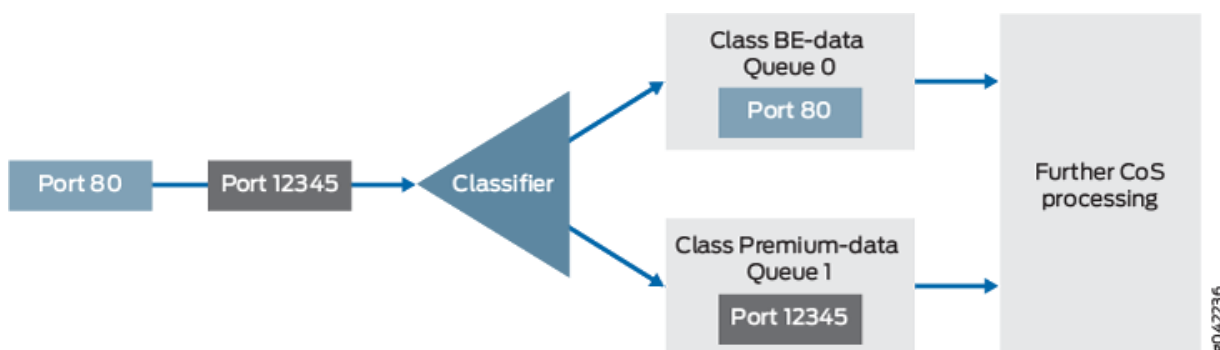 Port 80
Port 12345
Classifier
Class BE-data
Queue 0
Port 80
Class Premium-data
Queue 1
Port 12345
Further CoS
processing
g042236